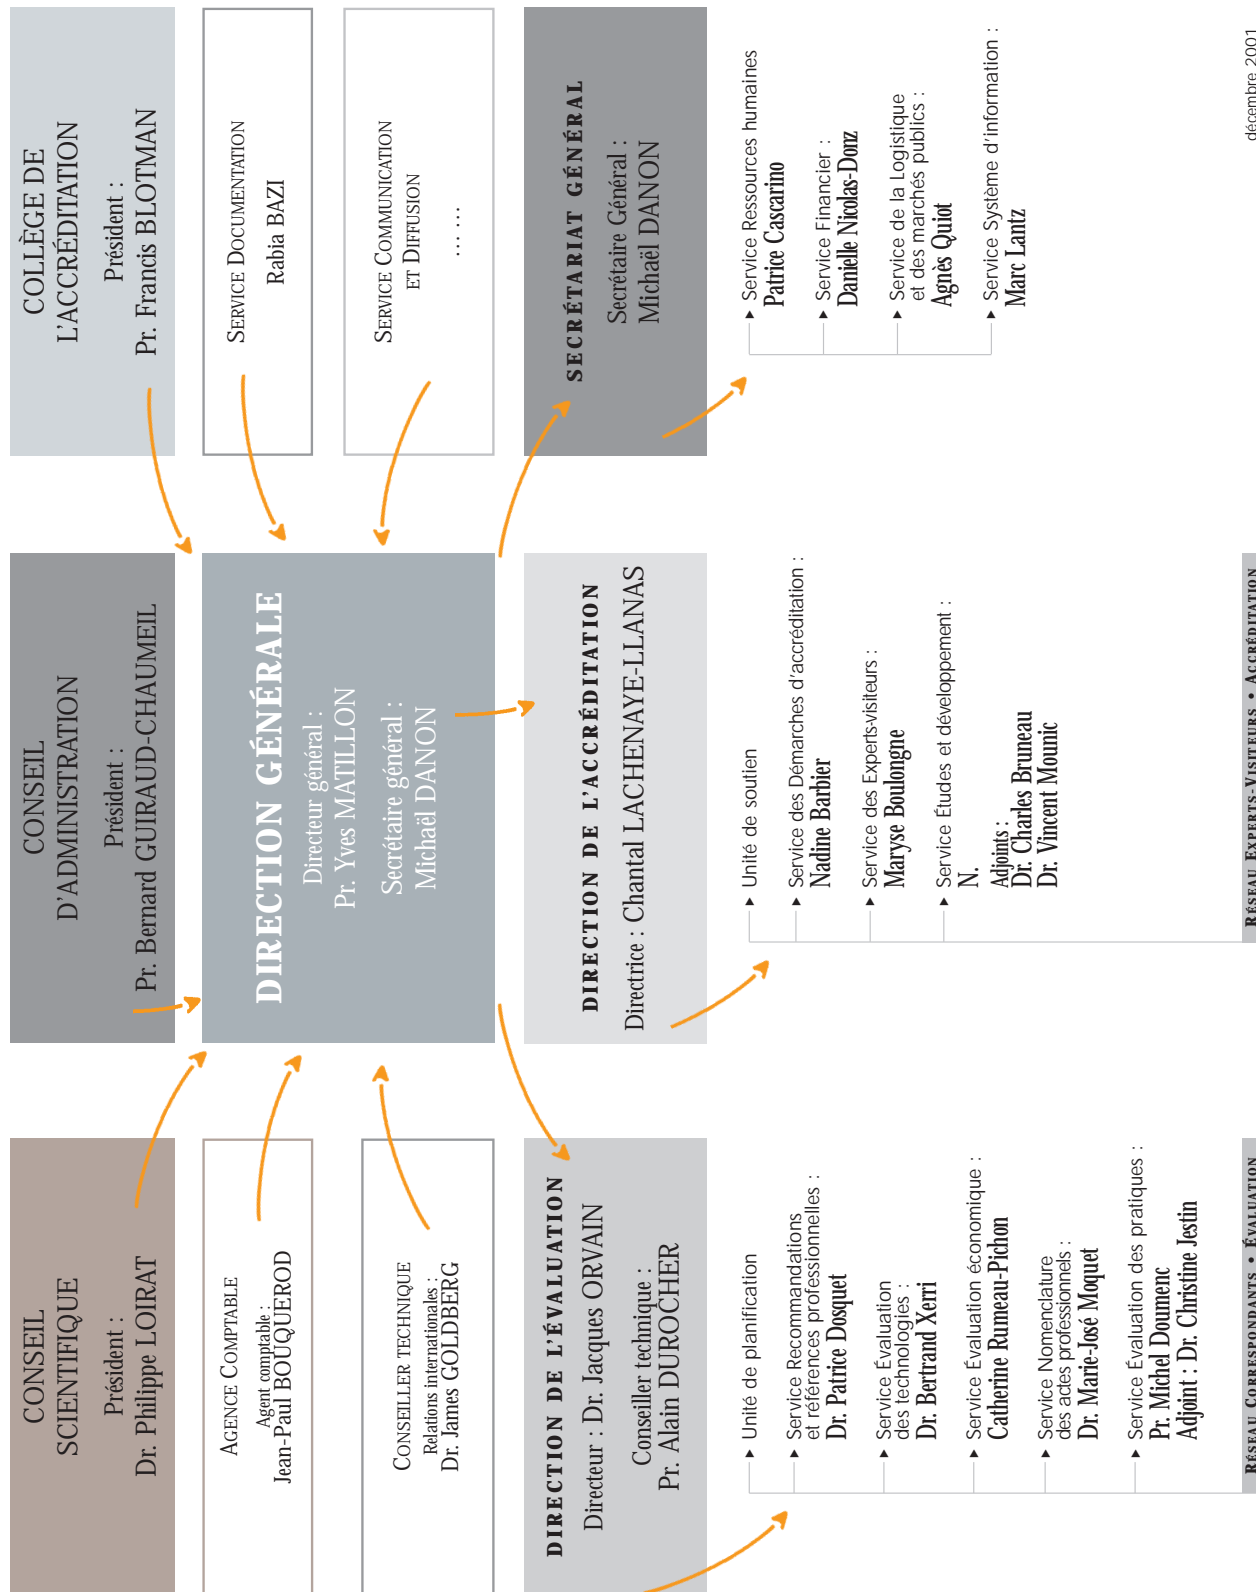 CONSEIL
SCIENTIFIQUE
Président :
Dr. Philippe LOIRAT
CONSEIL
D'ADMINISTRATION
Président :
Pr. Bernard GUIRAUD-CHAUMEIL
COLLÈGE DE
L'ACCRÉDITATION
Président :
Pr. Francis BLOTMAN
AGENCE COMPTABLE
Agent comptable :
Jean-Paul BOUQUEROD
CONSEILLER TECHNIQUE
Relations internationales :
Dr. James GOLDBERG
DIRECTION GÉNÉRALE
Directeur général :
Pr. Yves MATILLON
Secrétaire général :
Michaël DANON
SERVICE DOCUMENTATION
Rabia BAZI
SERVICE COMMUNICATION
ET DIFFUSION
... ...
DIRECTION DE L'ÉVALUATION
Directeur : Dr. Jacques ORVAIN
Conseiller technique :
Pr. Alain DUROCHER
DIRECTION DE L'ACCRÉDITATION
Directrice : Chantal LACHENAYE-LLANAS
SECRÉTARIAT GÉNÉRAL
Secrétaire Général :
Michaël DANON
Unité de planification
Service Recommandations
et références professionnelles :
Dr. Patrice Dosquet
Service Évaluation
des technologies :
Dr. Bertrand Xerri
Service Évaluation économique :
Catherine Rumeau-Pichon
Service Nomenclature
des actes professionnels :
Dr. Marie-José Moquet
Service Évaluation des pratiques :
Pr. Michel Doumenc
Adjoint : Dr. Christine Jestin
RÉSEAU CORRESPONDANTS • ÉVALUATION
Unité de soutien
Service des Démarches d'accréditation :
Nadine Barbier
Service des Experts-visiteurs :
Maryse Boulongne
Service Études et développement :
N.
Adjoints :
Dr. Charles Bruneau
Dr. Vincent Mounic
RÉSEAU EXPERTS-VISITEURS • ACCRÉDITATION
Service Ressources humaines
Patrice Cascarino
Service Financier :
Danielle Nicolas-Donz
Service de la Logistique
et des marchés publics :
Agnès Quiot
Service Système d'information :
Marc Lantz
décembre 2001